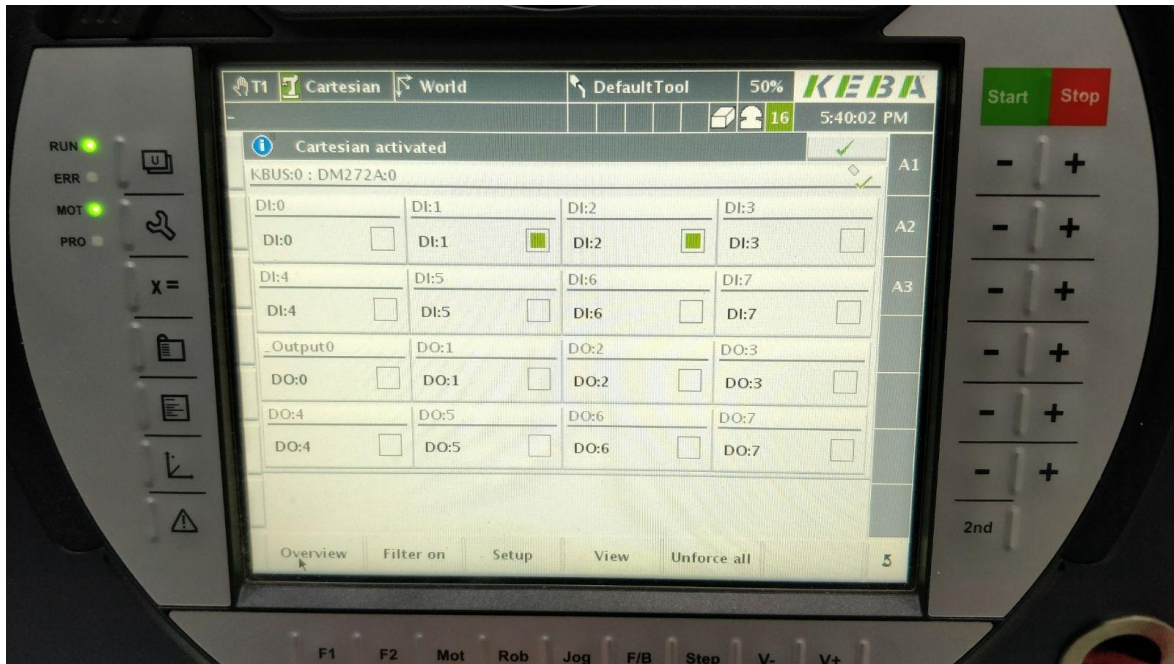 T1 Cartesian World DefaultTool 50% KEBA
- 16 5:40:02 PM
Cartesian activated
KBUS:0 : DM272A:0
DI:0 DI:1 DI:2 DI:3
DI:0 DI:1 DI:2 DI:3
DI:4 DI:5 DI:6 DI:7
DI:4 DI:5 DI:6 DI:7
_Output0 DO:1 DO:2 DO:3
DO:0 DO:1 DO:2 DO:3
DO:4 DO:5 DO:6 DO:7
DO:4 DO:5 DO:6 DO:7
Overview Filter on Setup View Unforce all
A1
A2
A3
RUN
ERR
MOT
PRO
U
X =
Start Stop
- +
- +
- +
- +
- +
- +
2nd
F1 F2 Mot Rob Jog F/B Step V- V+